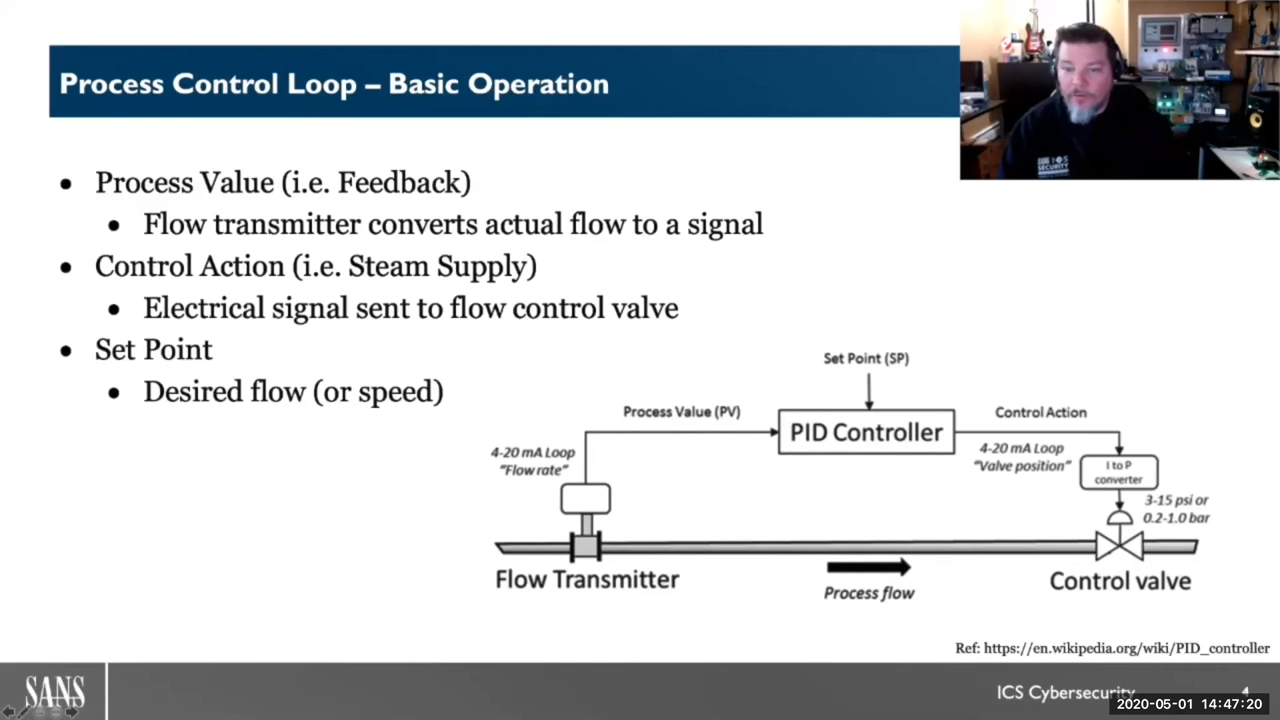 Process Control Loop – Basic Operation
• Process Value (i.e. Feedback)
• Flow transmitter converts actual flow to a signal
• Control Action (i.e. Steam Supply)
• Electrical signal sent to flow control valve
• Set Point
• Desired flow (or speed)
Set Point (SP)
Process Value (PV)
PID Controller
Control Action
4-20 mA Loop
"Flow rate"
4-20 mA Loop
"Valve position"
I to P
converter
3-15 psi or
0.2-1.0 bar
Flow Transmitter
Control valve
Process flow
Ref: https://en.wikipedia.org/wiki/PID_controller
SANS
ICS Cybersecurity
4
2020-05-01 14:47:20
ICS
SECURITY